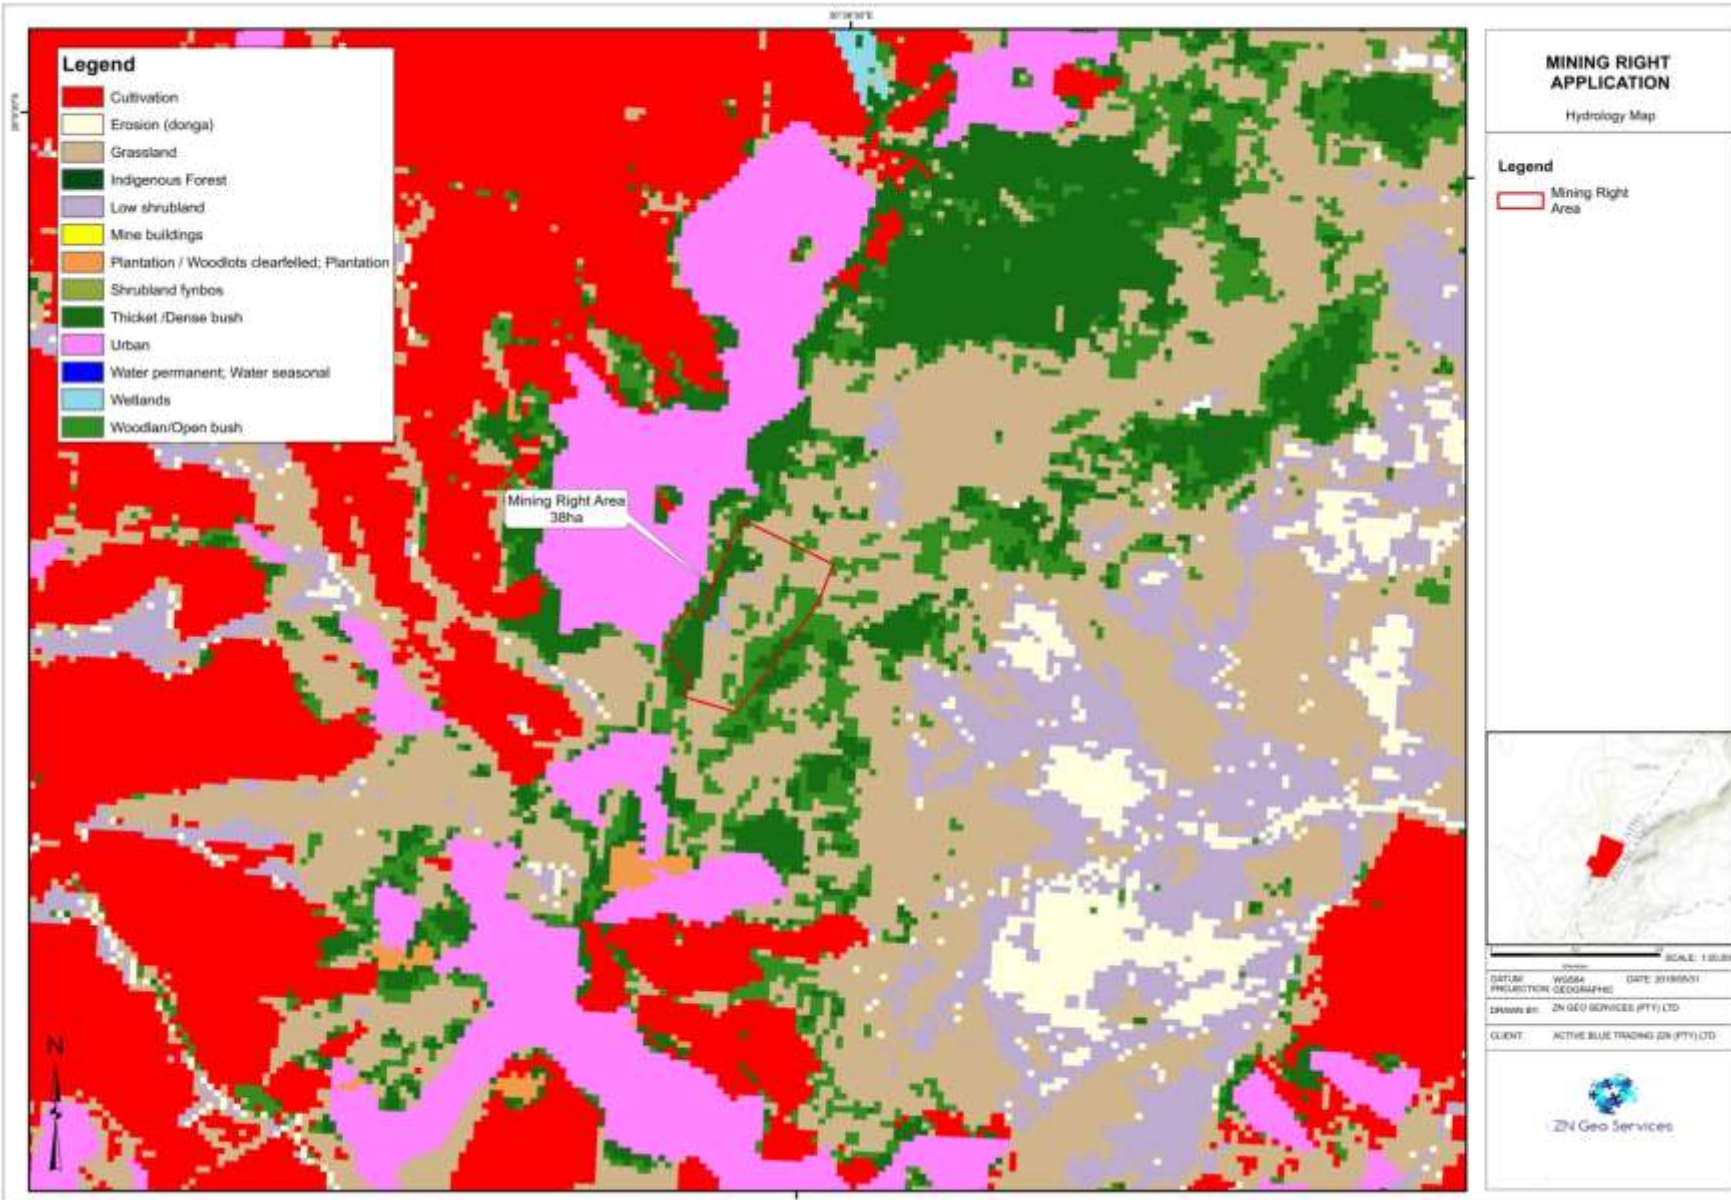 Legend
Cultivation
Erosion (donga)
Grassland
Indigenous Forest
Low shrubland
Mine buildings
Plantation / Woodlots clearfelled; Plantation
Shrubland fynbos
Thicket /Dense bush
Urban
Water permanent; Water seasonal
Wetlands
Woodlan/Open bush
Mining Right Area
38ha
N
MINING RIGHT
APPLICATION
Hydrology Map
Legend
Mining Right
Area
SCALE:
DATUM: WGS84 DATE:
PROJECTION: GEOGRAPHIC
DRAWN BY: ZN GEO SERVICES (PTY) LTD
CLIENT: ACTIVE BLUE TRADING (PTY) LTD
ZN Geo Services